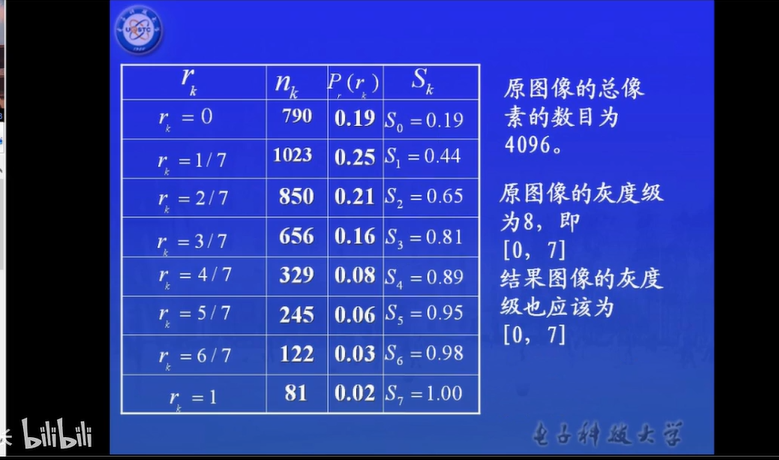 UESTC
r_k n_k P_r(r_k) S_k
r_k = 0 790 0.19 S_0 = 0.19
r_k = 1/7 1023 0.25 S_1 = 0.44
r_k = 2/7 850 0.21 S_2 = 0.65
r_k = 3/7 656 0.16 S_3 = 0.81
r_k = 4/7 329 0.08 S_4 = 0.89
r_k = 5/7 245 0.06 S_5 = 0.95
r_k = 6/7 122 0.03 S_6 = 0.98
r_k = 1 81 0.02 S_7 = 1.00
原图像的总像
素的数目为
4096。
原图像的灰度级
为8，即
[0, 7]
结果图像的灰度
级也应该为
[0, 7]
电子科技大学
bilibili